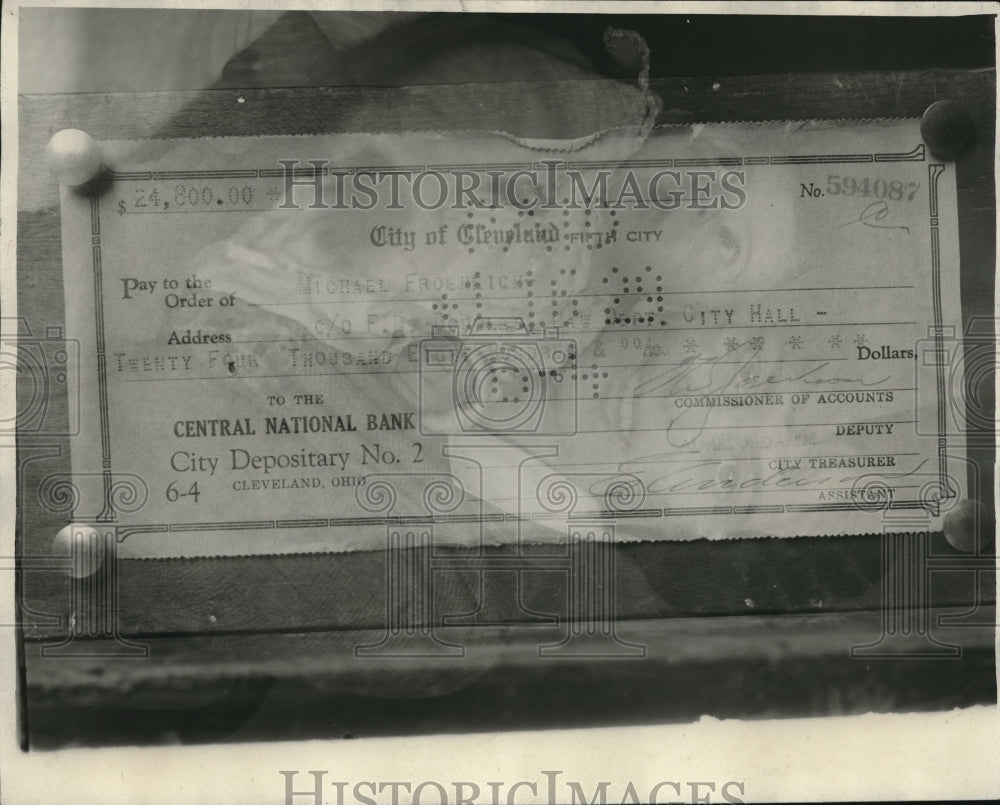 HISTORICIMAGES
$24,800.00 *
No.594087
City of Cleveland FIFTH CITY
Pay to the
Order of
Michael Froehlich
Address c/o F.R. City Hall -
Twenty Four Thousand & 00/100 * * * * * * Dollars,
TO THE
COMMISSIONER OF ACCOUNTS
CENTRAL NATIONAL BANK
DEPUTY
City Depositary No. 2
CITY TREASURER
6-4 CLEVELAND, OHIO
ASSISTANT
HISTORICIMAGES